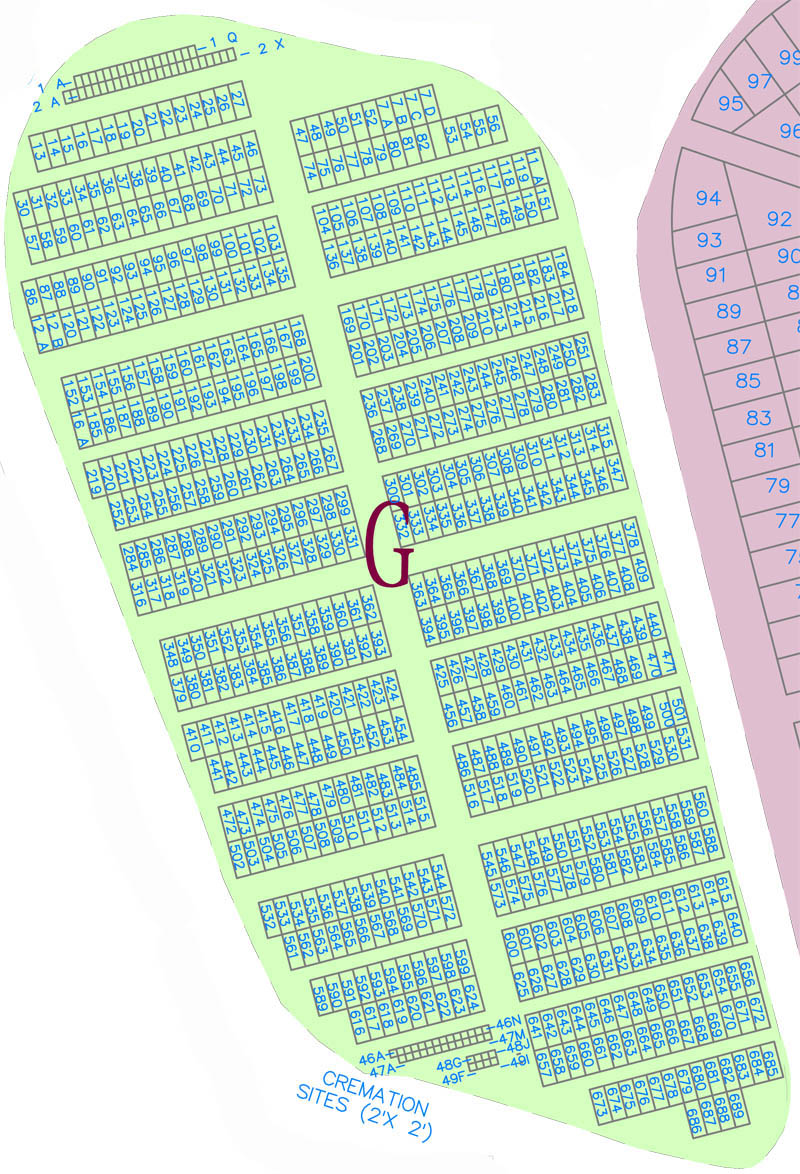 1 Q
2 X
1 A
2 A
13 14 15 16 17 18 19 20 21 22 23 24 25 26 27
30 31 32 33 34 35 36 37 38 39 40 41 42 43 44 45 46
57 58 59 60 61 62 63 64 65 66 67 68 69 70 71 72 73
86 87 88 89 90 91 92 93 94 95 96 97 98 99 100 101 102 103
12 A 12 B 120 121 122 123 124 125 126 127 128 129 130 131 132 133 134 135
152 153 154 155 156 157 158 159 160 161 162 163 164 165 166 167 168
16 A 185 186 187 188 189 190 191 192 193 194 195 196 197 198 199 200
219 220 221 222 223 224 225 226 227 228 229 230 231 232 233 234 235
252 253 254 255 256 257 258 259 260 261 262 263 264 265 266 267
284 285 286 287 288 289 290 291 292 293 294 295 296 297 298 299
316 317 318 319 320 321 322 323 324 325 326 327 328 329 330 331
348 349 350 351 352 353 354 355 356 357 358 359 360 361 362
379 380 381 382 383 384 385 386 387 388 389 390 391 392 393
410 411 412 413 414 415 416 417 418 419 420 421 422 423 424
441 442 443 444 445 446 447 448 449 450 451 452 453 454
472 473 474 475 476 477 478 479 480 481 482 483 484 485
502 503 504 505 506 507 508 509 510 511 512 513 514 515
532 533 534 535 536 537 538 539 540 541 542 543 544
561 562 563 564 565 566 567 568 569 570 571 572
589 590 591 592 593 594 595 596 597 598 599
616 617 618 619 620 621 622 623 624
47 48 49 50 51 52 7 A 7 B 7 C 7 D
74 75 76 77 78 79 80 81 82 53 54 55 56
104 105 106 107 108 109 110 111 112 113 114 115 116 117 118 119 11 A
136 137 138 139 140 141 142 143 144 145 146 147 148 149 150 151
169 170 171 172 173 174 175 176 177 178 179 180 181 182 183 184
201 202 203 204 205 206 207 208 209 210 213 214 215 216 217 218
236 237 238 239 240 241 242 243 244 245 246 247 248 249 250 251
268 269 270 271 272 273 274 275 276 277 278 279 280 281 282 283
300 301 302 303 304 305 306 307 308 309 310 311 312 313 314 315
332 333 334 335 336 337 338 339 340 341 342 343 344 345 346 347
G
363 364 365 366 367 368 369 370 371 372 373 374 375 376 377 378
394 395 396 397 398 399 400 401 402 403 404 405 406 407 408 409
425 426 427 428 429 430 431 432 433 434 435 436 437 438 439 440
456 457 458 459 460 461 462 463 464 465 466 467 468 469 470 471
486 487 488 489 490 491 492 493 494 495 496 497 498 499 500 501
516 517 518 519 520 521 522 523 524 525 526 527 528 529 530 531
545 546 547 548 549 550 551 552 553 554 555 556 557 558 559 560
573 574 575 576 577 578 579 580 581 582 583 584 585 586 587 588
600 601 602 603 604 605 606 607 608 609 610 611 612 613 614 615
625 626 627 628 629 630 631 632 633 634 635 636 637 638 639 640
641 642 643 644 645 646 647 648 649 650 651 652 653 654 655 656
657 658 659 660 661 662 663 664 665 666 667 668 669 670 671 672
673 674 675 676 677 678 679 680 681 682 683 684 685
686 687 688 689
46N
47M
46A
47A
48J
49I
48G
49F
CREMATION
SITES (2'X 2')
99
97
95
96
94
92
93
90
91
89
87
85
83
81
79
77